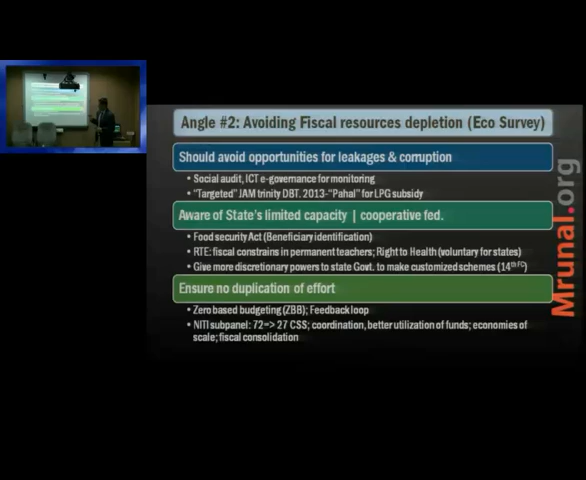 Angle #2: Avoiding Fiscal resources depletion (Eco Survey)
Should avoid opportunities for leakages & corruption
• Social audit, ICT e-governance for monitoring
• "Targeted" JAM trinity DBT. 2013-"Pahal" for LPG subsidy
Aware of State's limited capacity | cooperative fed.
• Food security Act (Beneficiary identification)
• RTE: fiscal constrains in permanent teachers; Right to Health (voluntary for states)
• Give more discretionary powers to state Govt. to make customized schemes (14th FC)
Ensure no duplication of effort
• Zero based budgeting (ZBB); Feedback loop
• NITI subpanel: 72=> 27 CSS; coordination, better utilization of funds; economies of
scale; fiscal consolidation
Mrunal.org